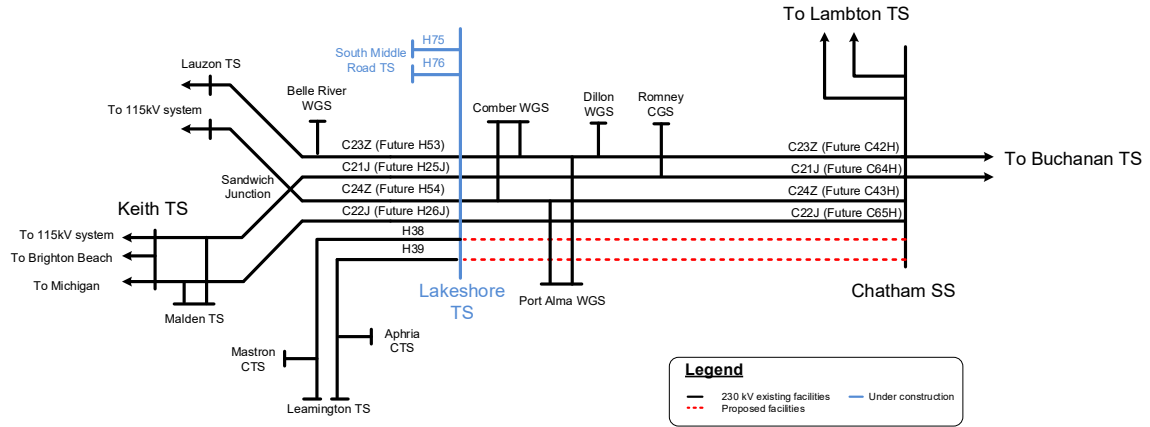 To Lambton TS
H75
South Middle
Road TS
H76
Lauzon TS
Belle River
WGS
To 115kV system
Comber WGS
Dillon
WGS
Romney
CGS
C23Z (Future H53)
C23Z (Future C42H)
To Buchanan TS
C21J (Future H25J)
C21J (Future C64H)
Sandwich
Junction
C24Z (Future H54)
C24Z (Future C43H)
Keith TS
C22J (Future H26J)
C22J (Future C65H)
To 115kV system
H38
To Brighton Beach
H39
To Michigan
Lakeshore
TS
Port Alma WGS
Chatham SS
Malden TS
Aphria
CTS
Mastron
CTS
Leamington TS
Legend
230 kV existing facilities
Under construction
Proposed facilities